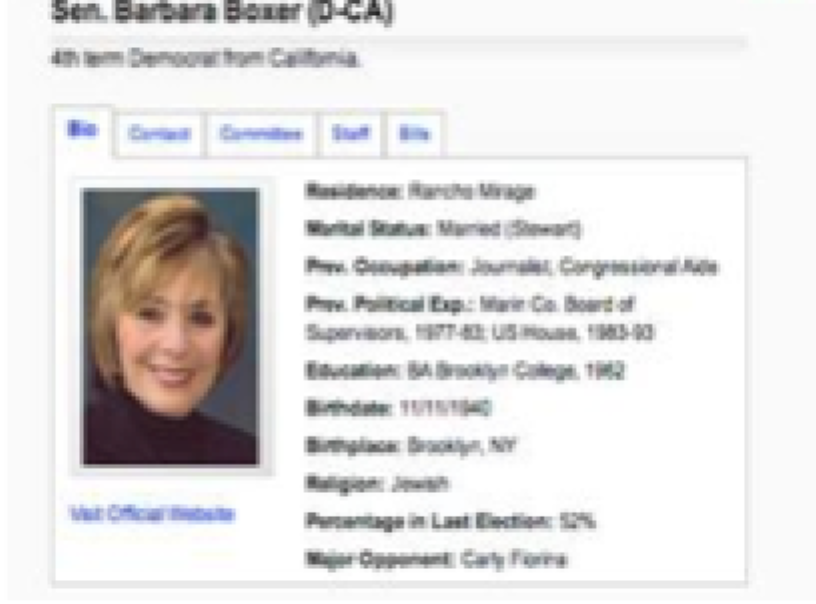 Sen. Barbara Boxer (D-CA)
4th term Democrat from California.
Bio Contact Committee Staff Bills
Residence: Rancho Mirage
Marital Status: Married (Stewart)
Prev. Occupation: Journalist, Congressional Aide
Prev. Political Exp.: Marin Co. Board of
Supervisors, 1977-83; US House, 1983-93
Education: BA Brooklyn College, 1962
Birthdate: 11/11/1940
Birthplace: Brooklyn, NY
Religion: Jewish
Visit Official Website
Percentage in Last Election: 52%
Major Opponent: Carly Fiorina